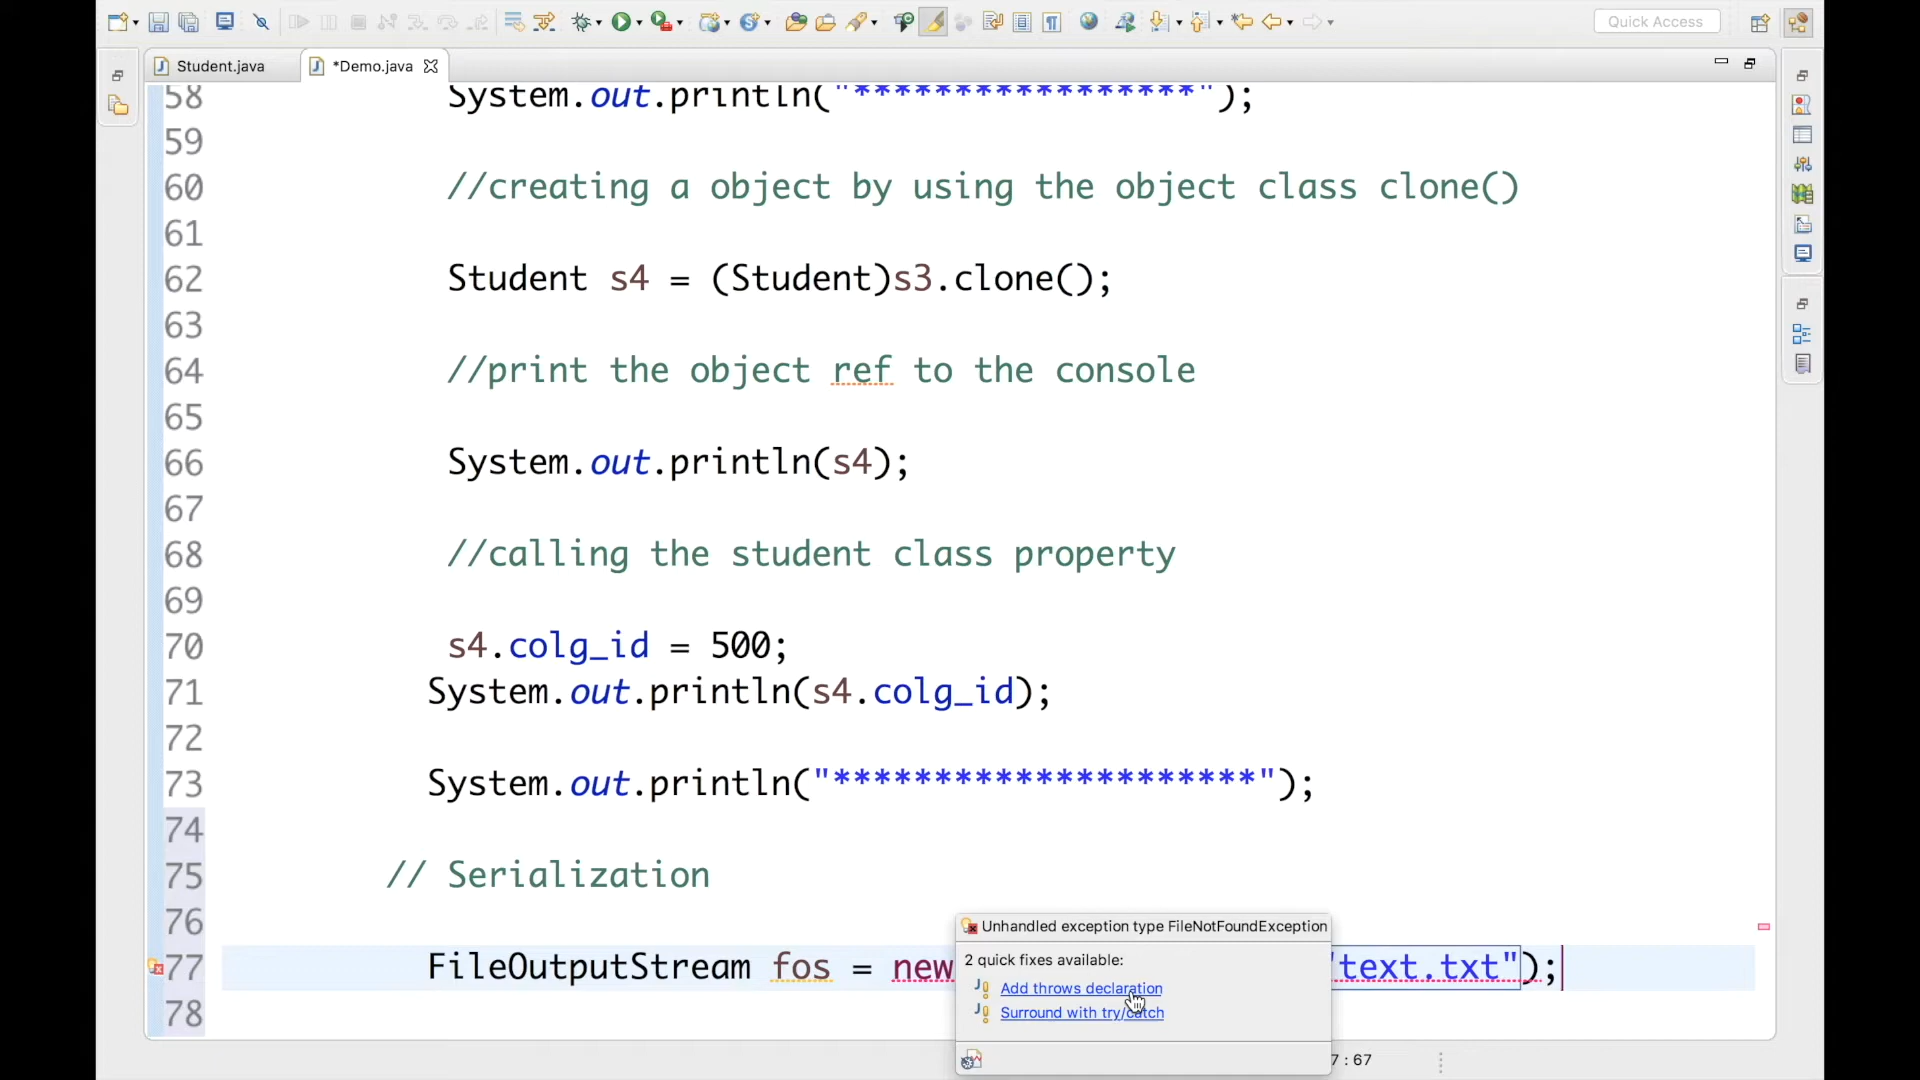 Quick Access
Student.java
*Demo.java
58 System.out.println("******************");
59
60 //creating a object by using the object class clone()
61
62 Student s4 = (Student)s3.clone();
63
64 //print the object ref to the console
65
66 System.out.println(s4);
67
68 //calling the student class property
69
70 s4.colg_id = 500;
71 System.out.println(s4.colg_id);
72
73 System.out.println("*********************");
74
75 // Serialization
76
77 FileOutputStream fos = new "text.txt");
78
Unhandled exception type FileNotFoundException
2 quick fixes available:
Add throws declaration
Surround with try/catch
7 : 67